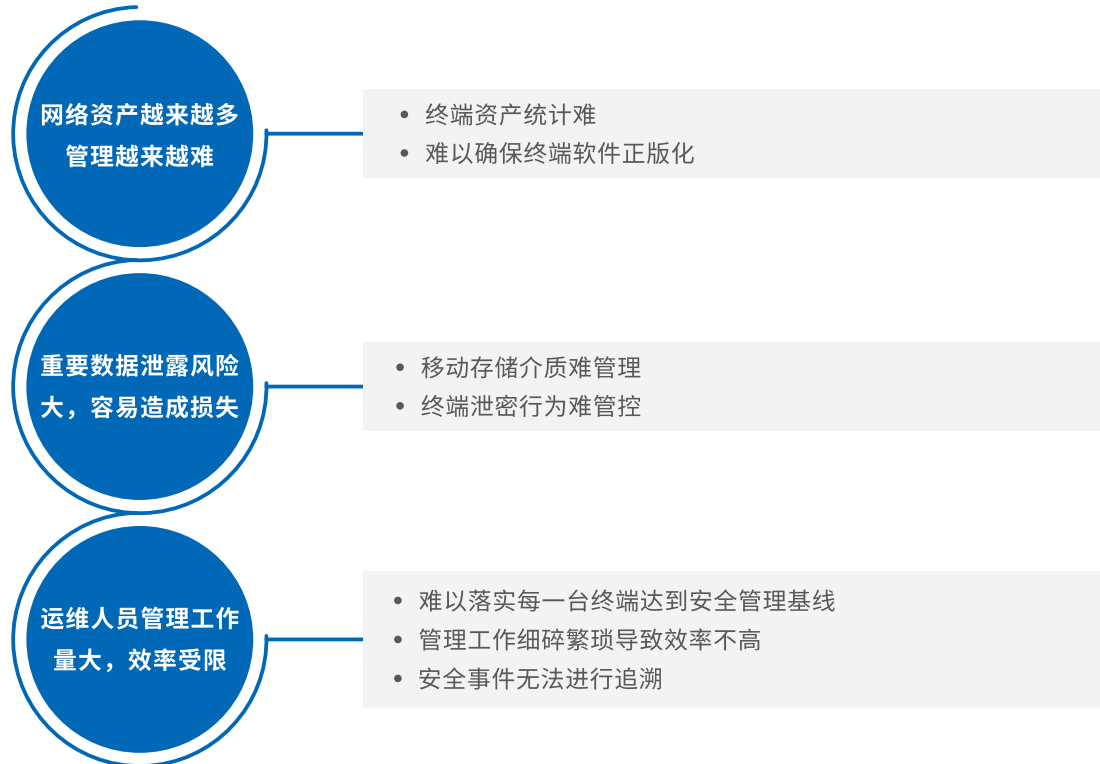 网络资产越来越多
管理越来越难
• 终端资产统计难
• 难以确保终端软件正版化
重要数据泄露风险
大，容易造成损失
• 移动存储介质难管理
• 终端泄密行为难管控
运维人员管理工作
量大，效率受限
• 难以落实每一台终端达到安全管理基线
• 管理工作细碎繁琐导致效率不高
• 安全事件无法进行追溯